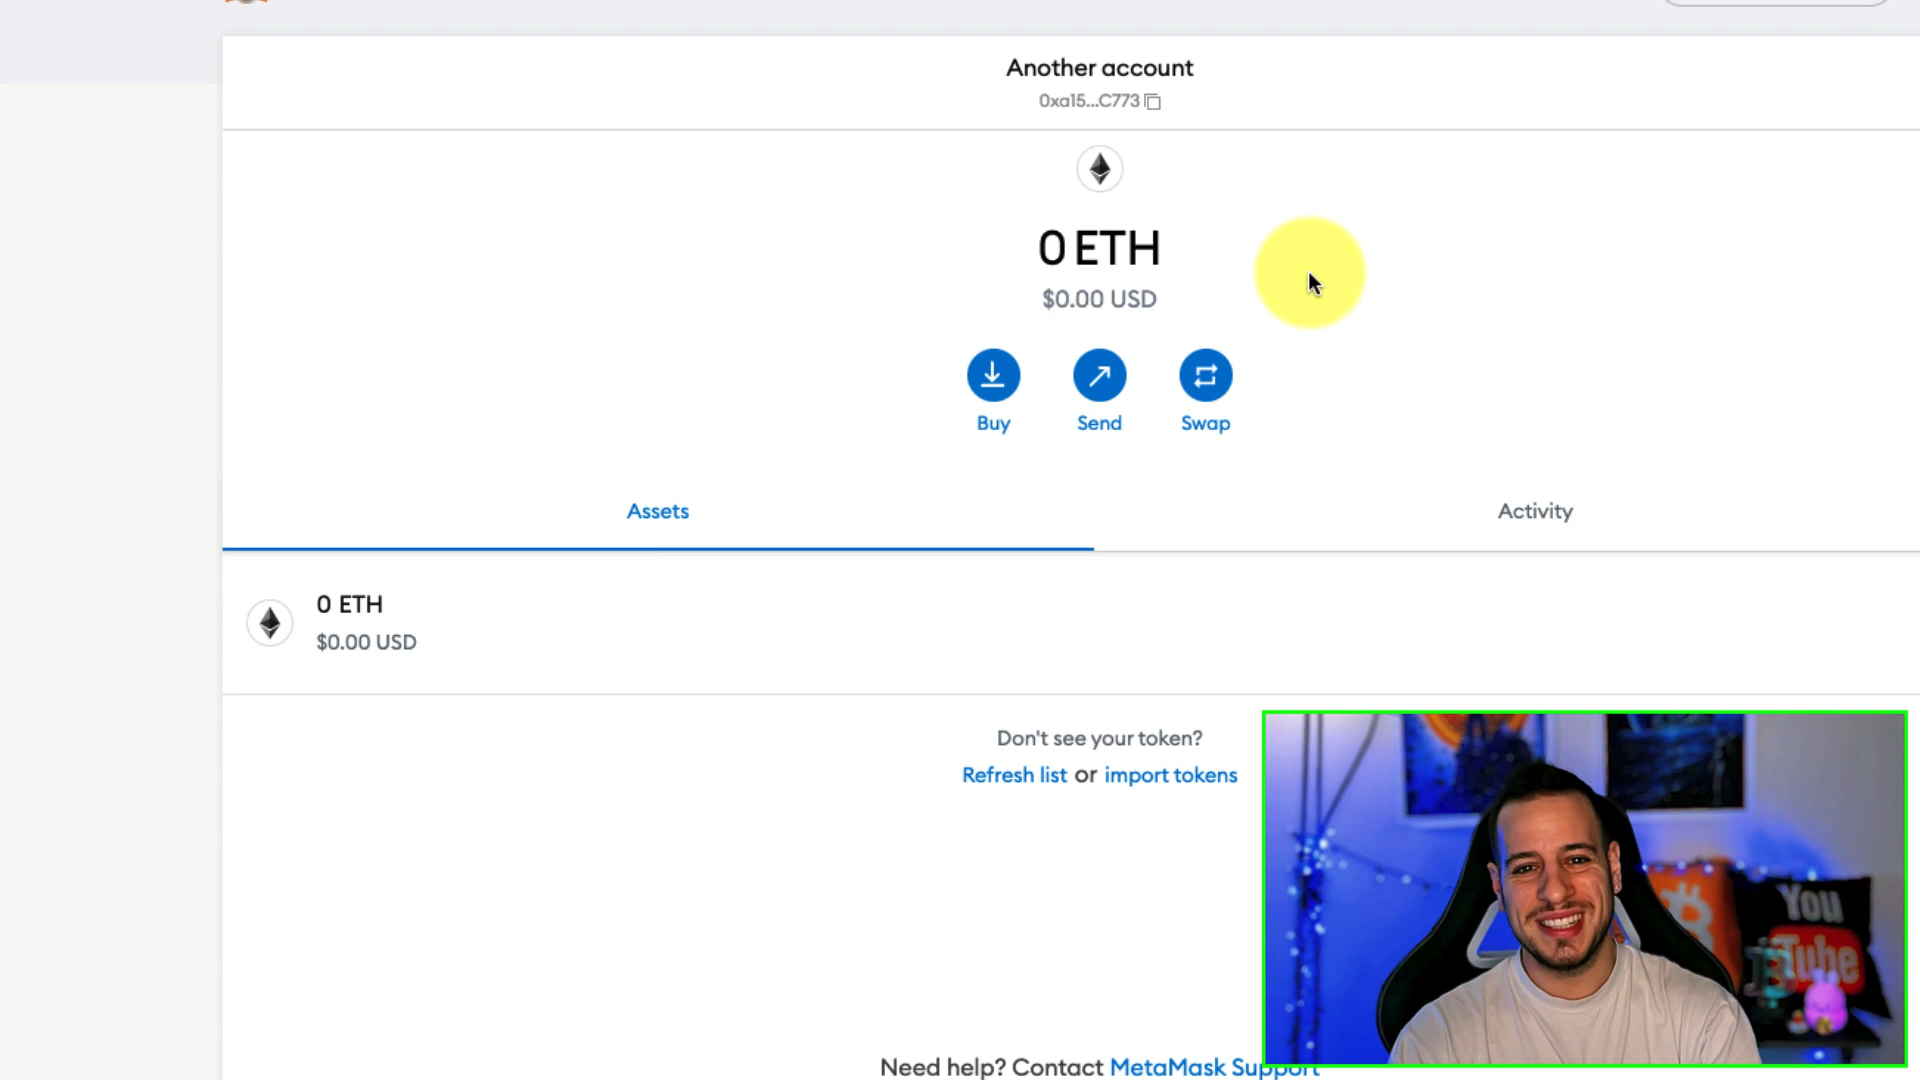 Another account
0xa15...C773
0 ETH
$0.00 USD
Buy
Send
Swap
Assets
Activity
0 ETH
$0.00 USD
Don't see your token?
Refresh list or import tokens
You
Tube
Need help? Contact MetaMask Support